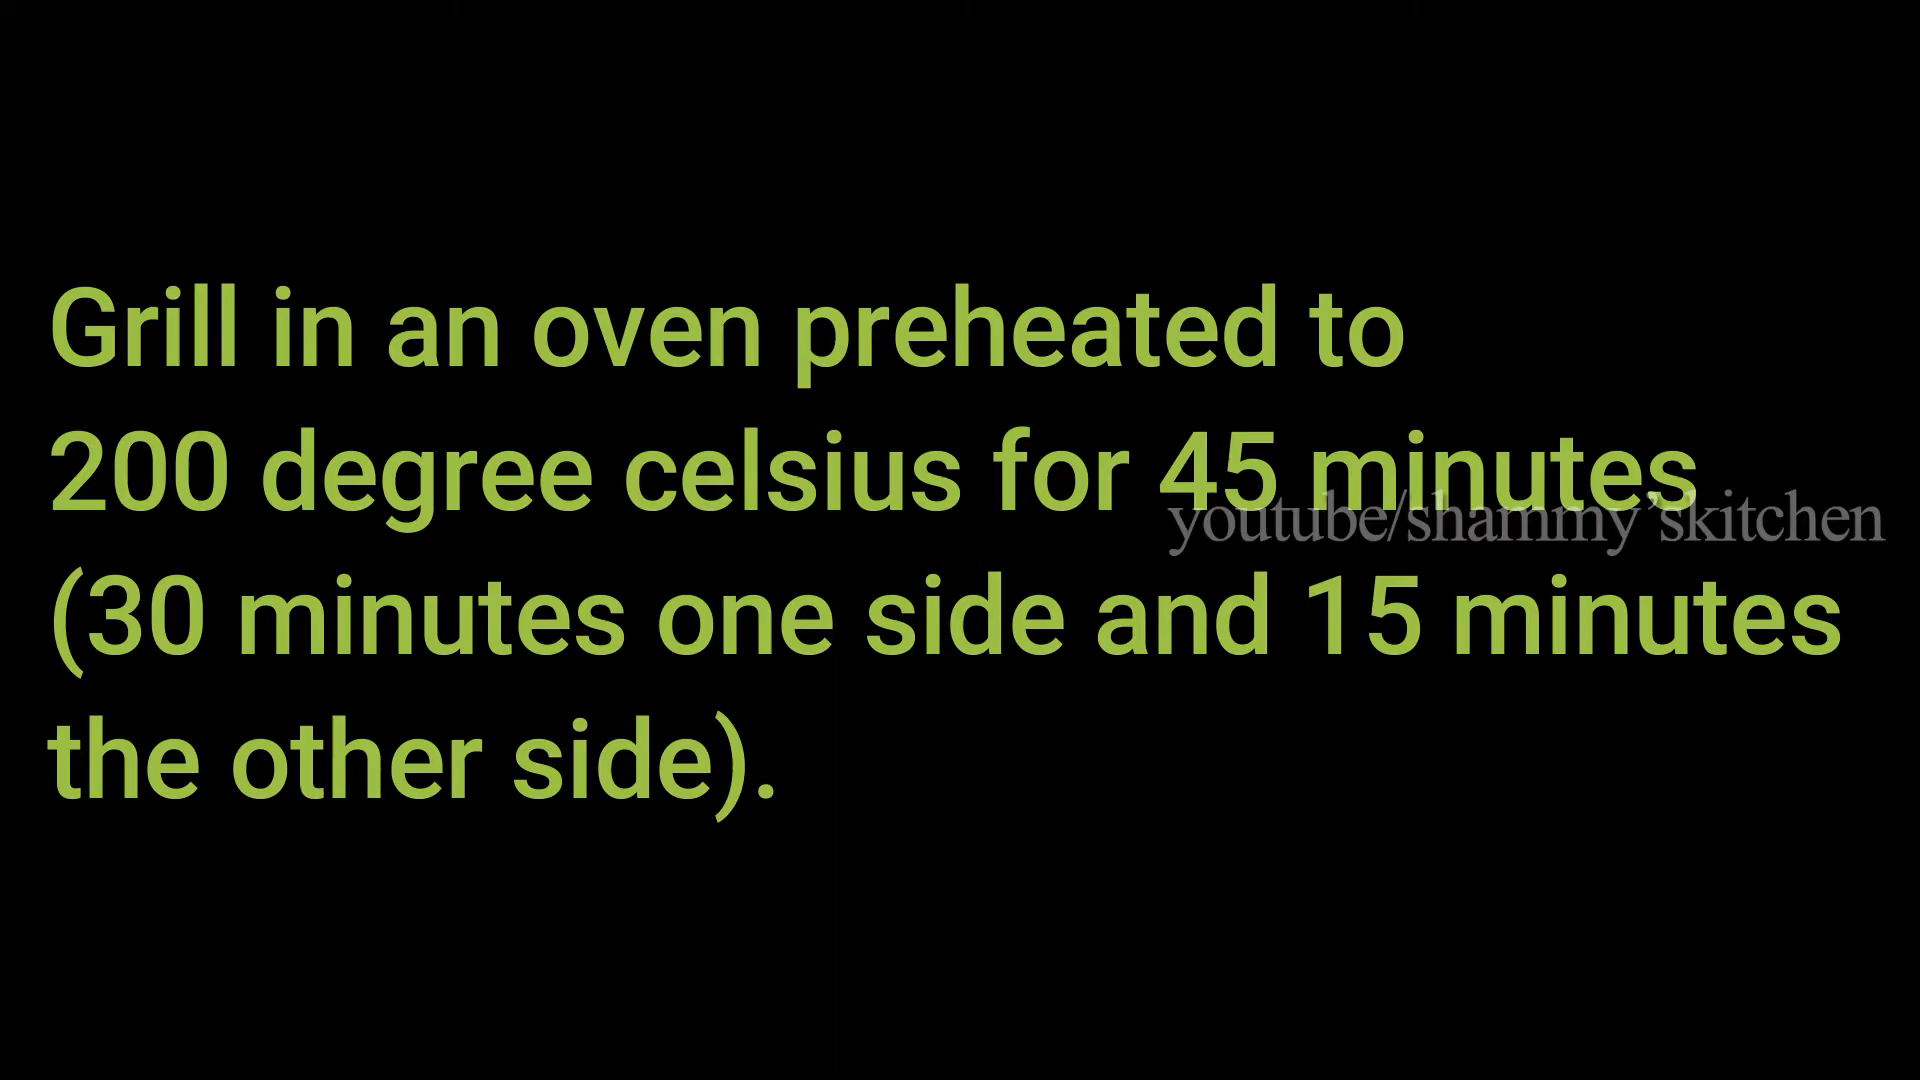 Grill in an oven preheated to
200 degree celsius for 45 minutes
youtube/shammy'skitchen
(30 minutes one side and 15 minutes
the other side).